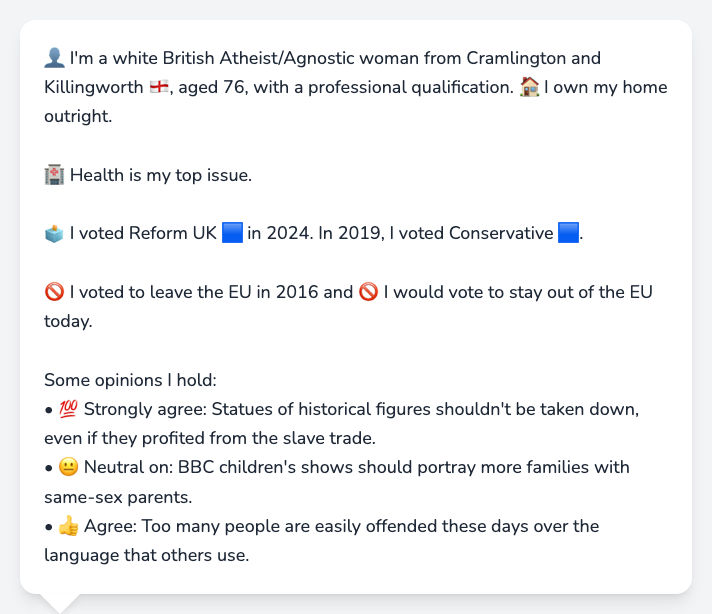 👤 I'm a white British Atheist/Agnostic woman from Cramlington and
Killingworth 🏴󠁧󠁢󠁥󠁮󠁧󠁿, aged 76, with a professional qualification. 🏠 I own my home
outright.
🏥 Health is my top issue.
🗳️ I voted Reform UK 🟦 in 2024. In 2019, I voted Conservative 🟦.
🚫 I voted to leave the EU in 2016 and 🚫 I would vote to stay out of the EU
today.
Some opinions I hold:
• 💯 Strongly agree: Statues of historical figures shouldn't be taken down,
even if they profited from the slave trade.
• 😐 Neutral on: BBC children's shows should portray more families with
same-sex parents.
• 👍 Agree: Too many people are easily offended these days over the
language that others use.